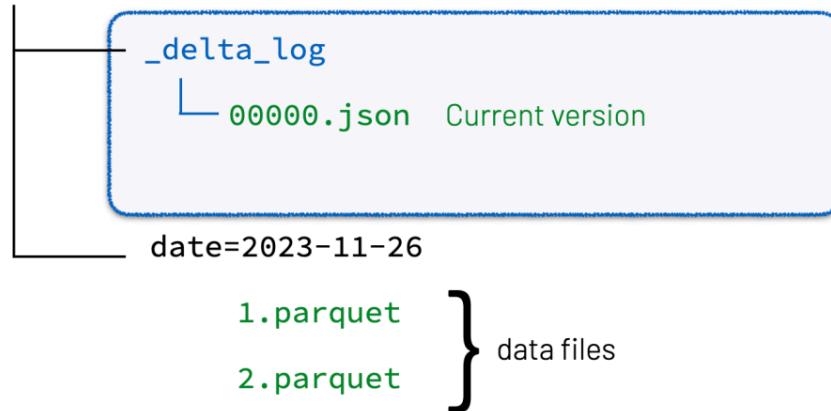 _delta_log
00000.json Current version
date=2023-11-26
1.parquet
data files
2.parquet